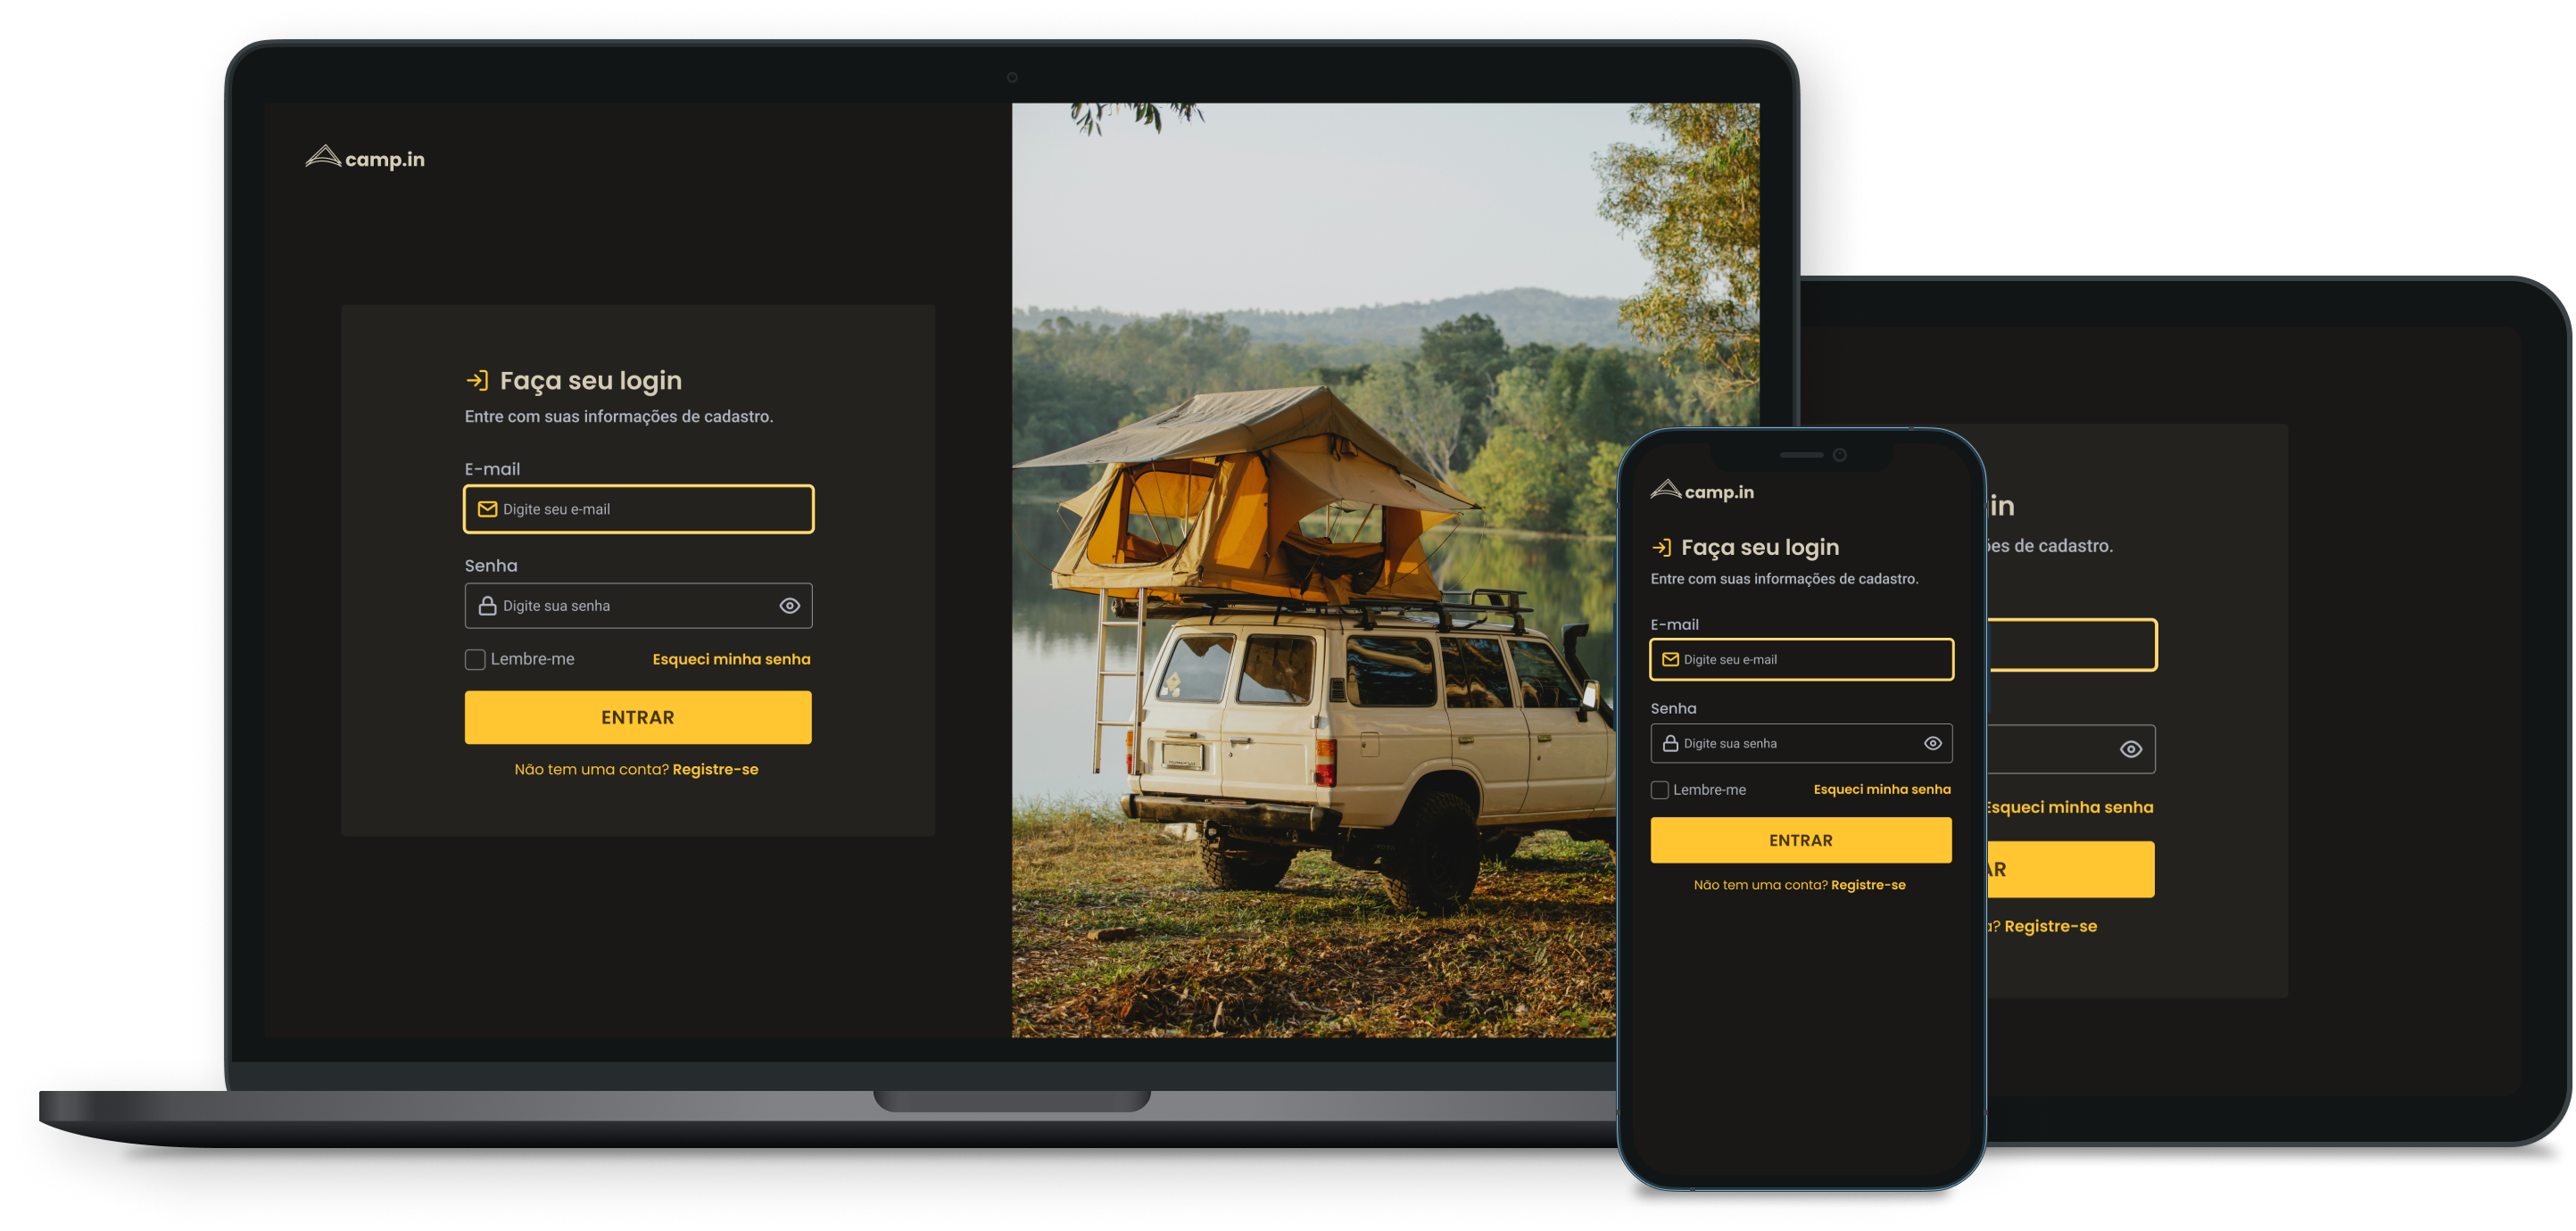 camp.in
Faça seu login
Entre com suas informações de cadastro.
E-mail
Digite seu e-mail
Senha
Digite sua senha
Lembre-me Esqueci minha senha
ENTRAR
Não tem uma conta? Registre-se
camp.in
Faça seu login
Entre com suas informações de cadastro.
E-mail
Digite seu e-mail
Senha
Digite sua senha
Lembre-me Esqueci minha senha
ENTRAR
Não tem uma conta? Registre-se
in
de cadastro.
minha senha
AR
? Registre-se